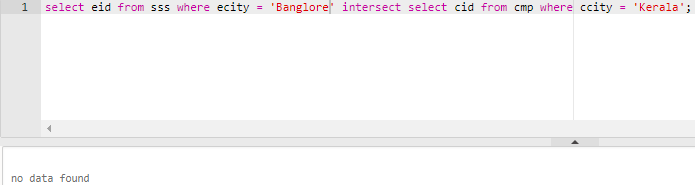 1 select eid from sss where ecity = 'Banglore' intersect select cid from cmp where ccity = 'Kerala';
no data found